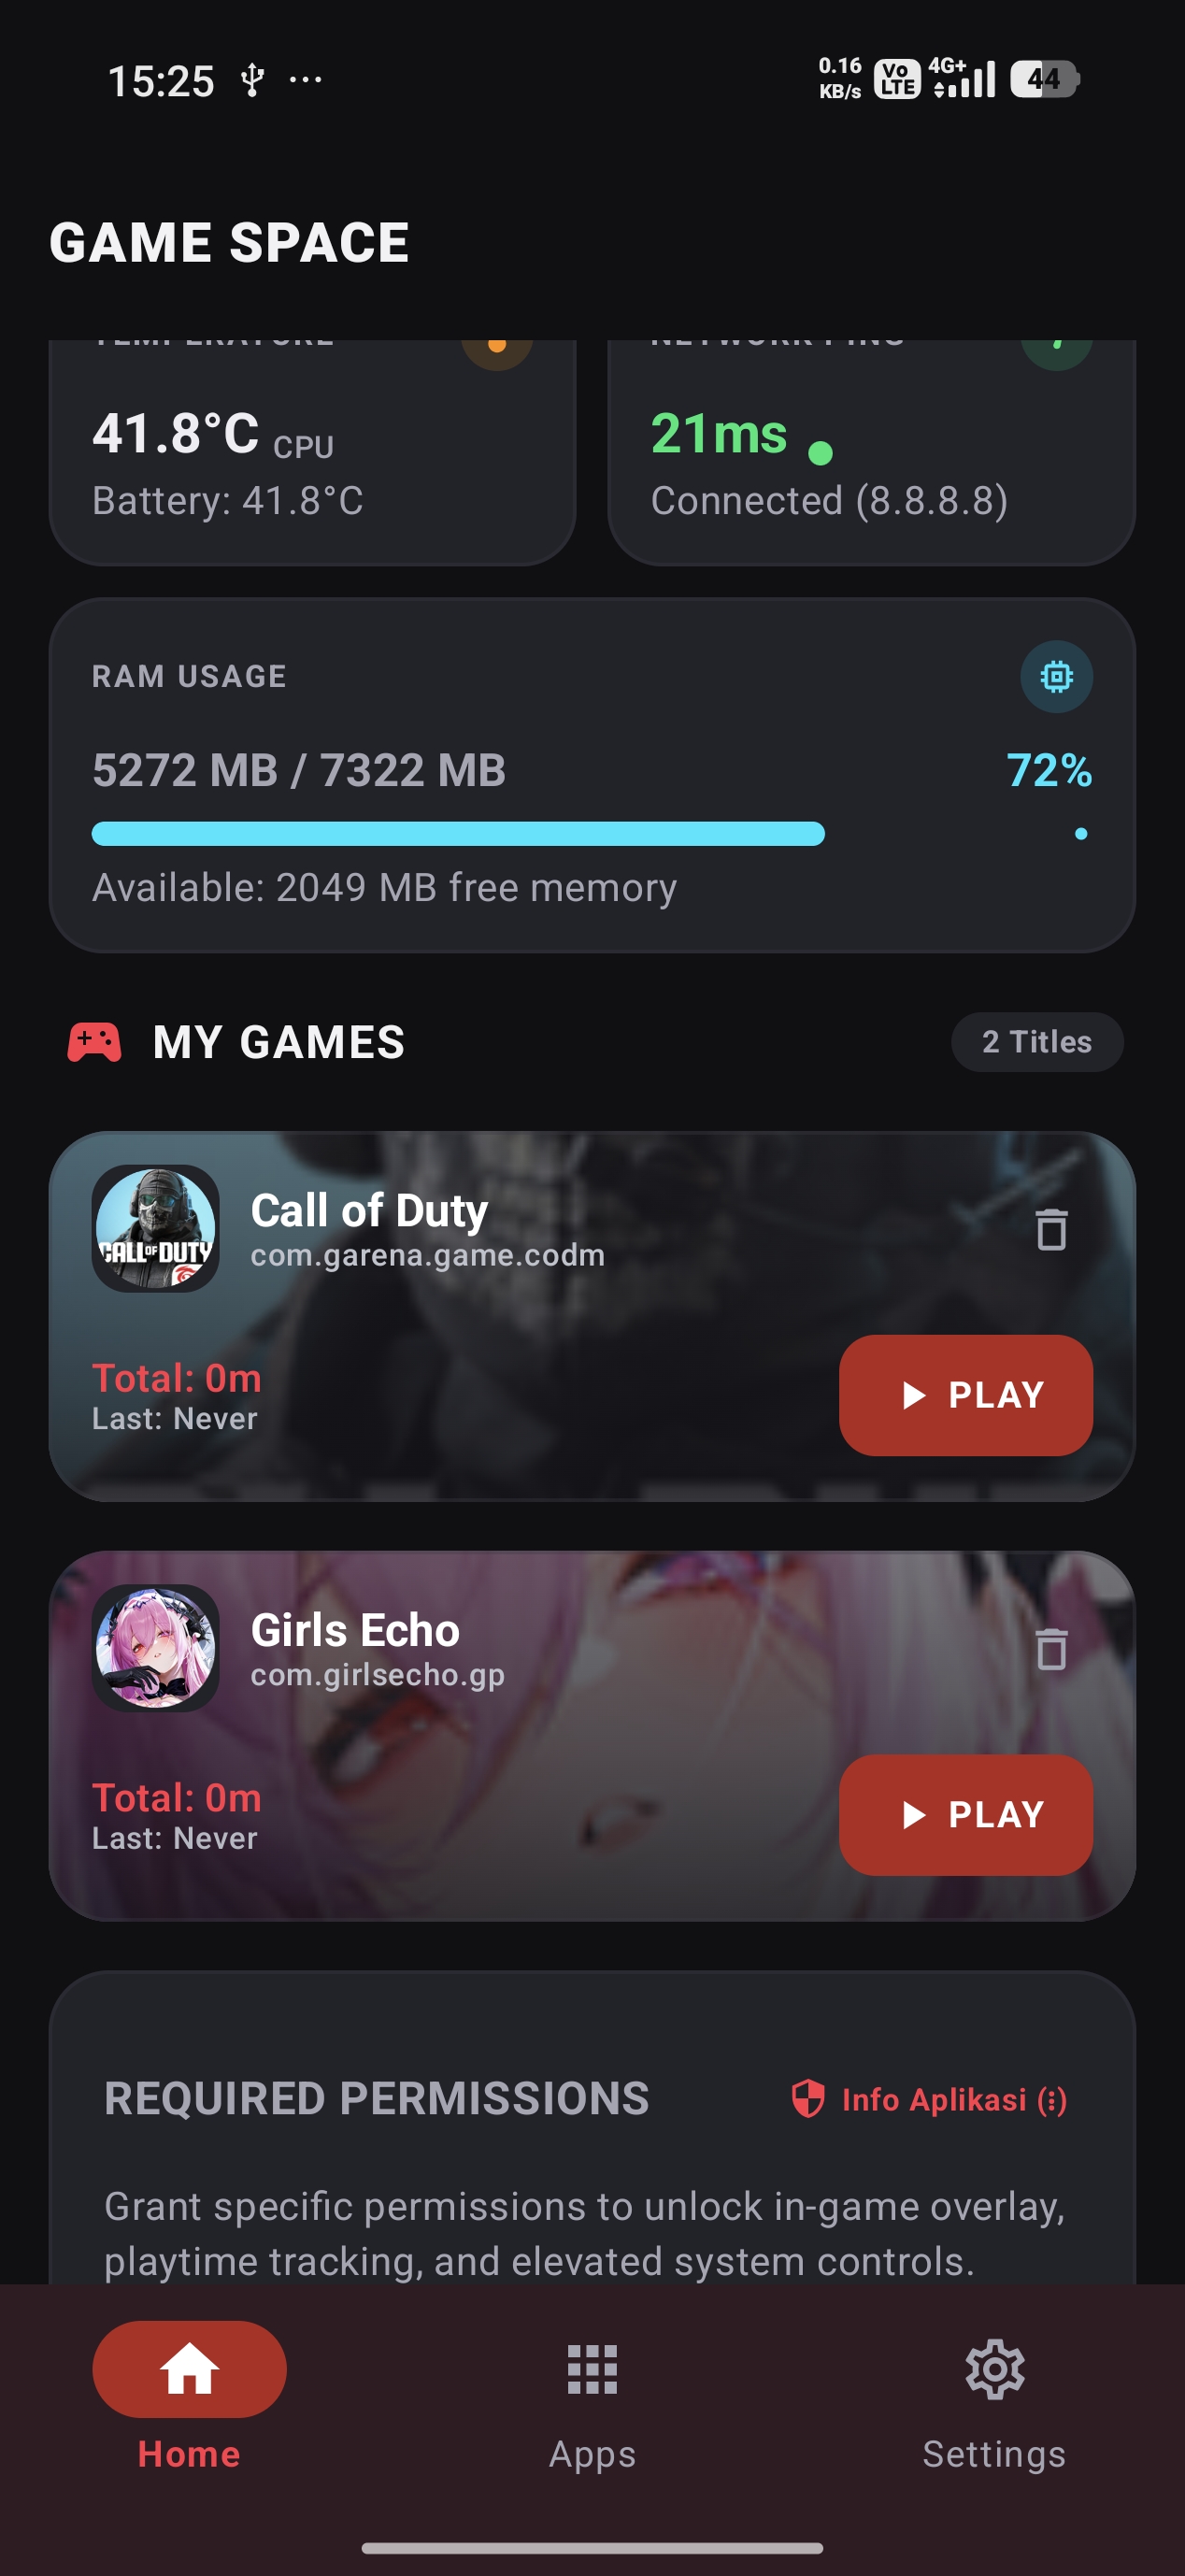 15:25
0.16
KB/s
Vo
LTE
4G+
44
GAME SPACE
TEMPERATURE
NETWORK PING
41.8°C CPU
Battery: 41.8°C
21ms
Connected (8.8.8.8)
RAM USAGE
5272 MB / 7322 MB
72%
Available: 2049 MB free memory
MY GAMES
2 Titles
CALL OF DUTY
Call of Duty
com.garena.game.codm
Total: 0m
Last: Never
PLAY
Girls Echo
com.girlsecho.gp
Total: 0m
Last: Never
PLAY
REQUIRED PERMISSIONS
Info Aplikasi (⋮)
Grant specific permissions to unlock in-game overlay,
playtime tracking, and elevated system controls.
Home
Apps
Settings